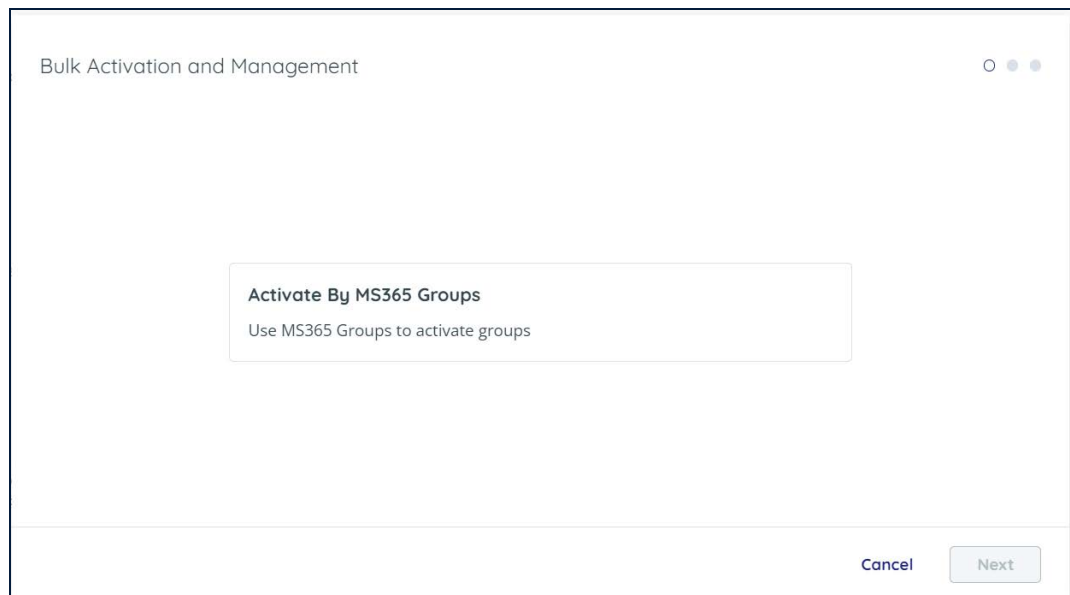 Bulk Activation and Management
Activate By MS365 Groups
Use MS365 Groups to activate groups
Cancel
Next